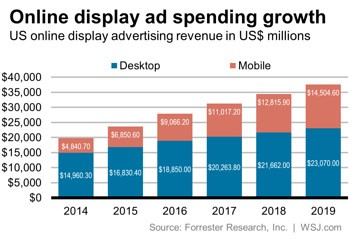 Online display ad spending growth
US online display advertising revenue in US$ millions
Desktop Mobile
$40,000
$35,000
$30,000
$25,000
$20,000
$15,000
$10,000
$5,000
$0
$4,840.70 $6,850.60 $9,066.20 $11,017.20 $12,815.90 $14,504.60
$14,960.30 $16,830.40 $18,850.00 $20,263.80 $21,662.00 $23,070.00
2014 2015 2016 2017 2018 2019
Source: Forrester Research, Inc. | WSJ.com